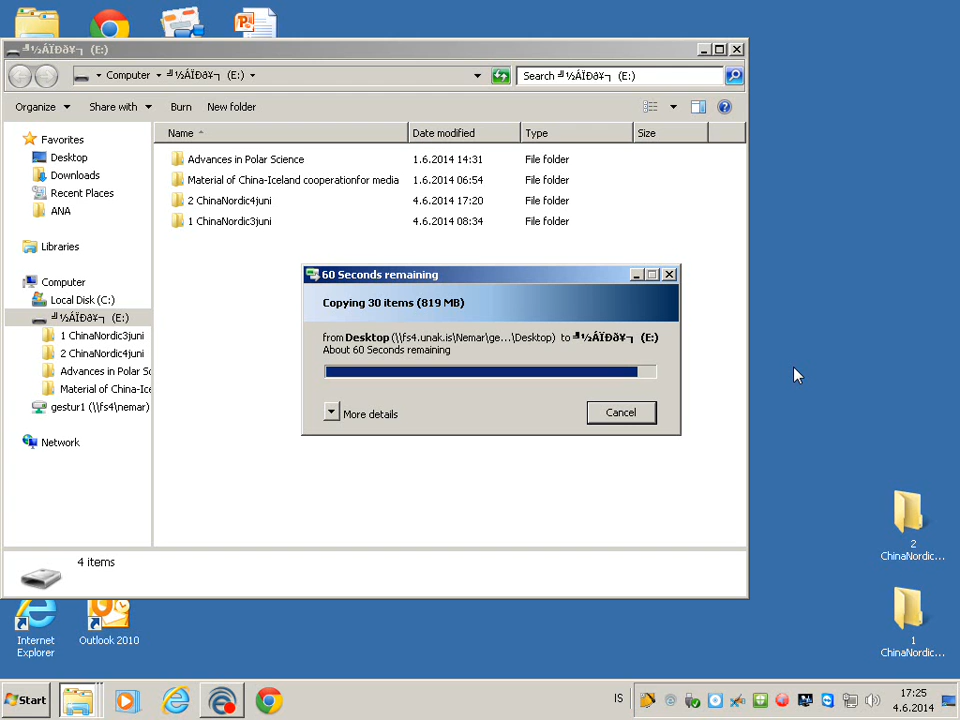 ╝½ÁÏÐð¥¬ (E:)
Computer
╝½ÁÏÐð¥¬ (E:)
Search ╝½ÁÏÐð¥¬ (E:)
Organize
Share with
Burn
New folder
Name
Date modified
Type
Size
Favorites
Desktop
Downloads
Recent Places
ANA
Libraries
Computer
Local Disk (C:)
╝½ÁÏÐð¥¬ (E:)
1 ChinaNordic3juni
2 ChinaNordic4juni
Advances in Polar Sc
Material of China-Ice
gestur1 (\\fs4\nemar)
Network
Advances in Polar Science 1.6.2014 14:31 File folder
Material of China-Iceland cooperationfor media 1.6.2014 06:54 File folder
2 ChinaNordic4juni 4.6.2014 17:20 File folder
1 ChinaNordic3juni 4.6.2014 08:34 File folder
60 Seconds remaining
Copying 30 items (819 MB)
from Desktop (\\fs4.unak.is\Nemar\ge...\Desktop) to ╝½ÁÏÐð¥¬ (E:)
About 60 Seconds remaining
More details
Cancel
4 items
Internet
Explorer
Outlook 2010
2
ChinaNordic...
1
ChinaNordic...
Start
IS
17:25
4.6.2014